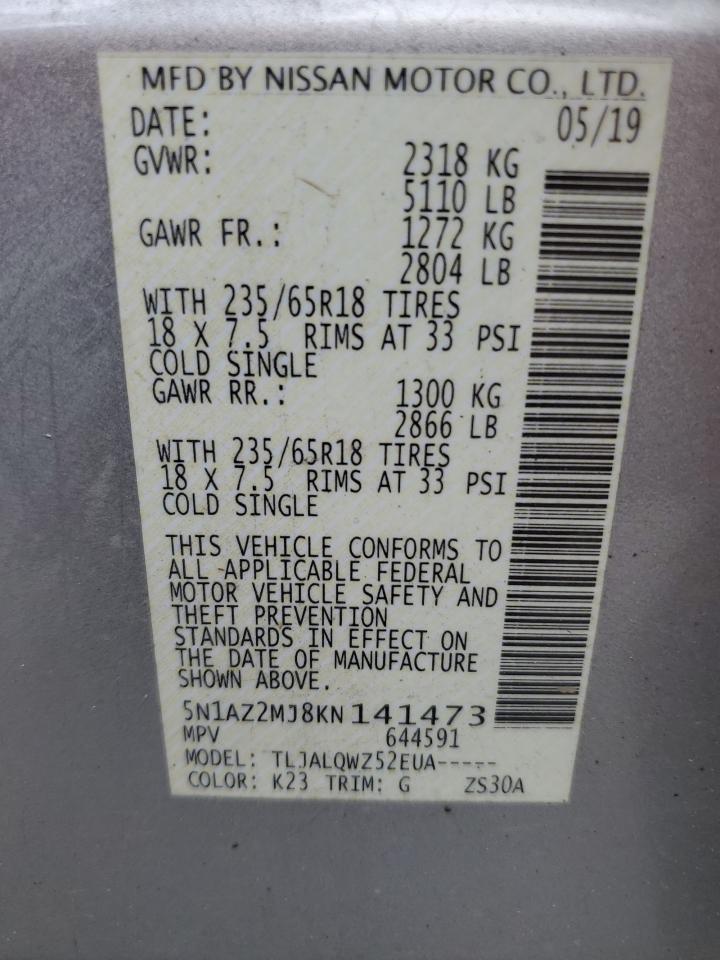 MFD BY NISSAN MOTOR CO., LTD.
DATE: 05/19
GVWR: 2318 KG
5110 LB
GAWR FR.: 1272 KG
2804 LB
WITH 235/65R18 TIRES
18 X 7.5 RIMS AT 33 PSI
COLD SINGLE
GAWR RR.: 1300 KG
2866 LB
WITH 235/65R18 TIRES
18 X 7.5 RIMS AT 33 PSI
COLD SINGLE
THIS VEHICLE CONFORMS TO
ALL APPLICABLE FEDERAL
MOTOR VEHICLE SAFETY AND
THEFT PREVENTION
STANDARDS IN EFFECT ON
THE DATE OF MANUFACTURE
SHOWN ABOVE.
5N1AZ2MJ8KN141473
MPV 644591
MODEL: TLJALQWZ52EUA-----
COLOR: K23 TRIM: G ZS30A